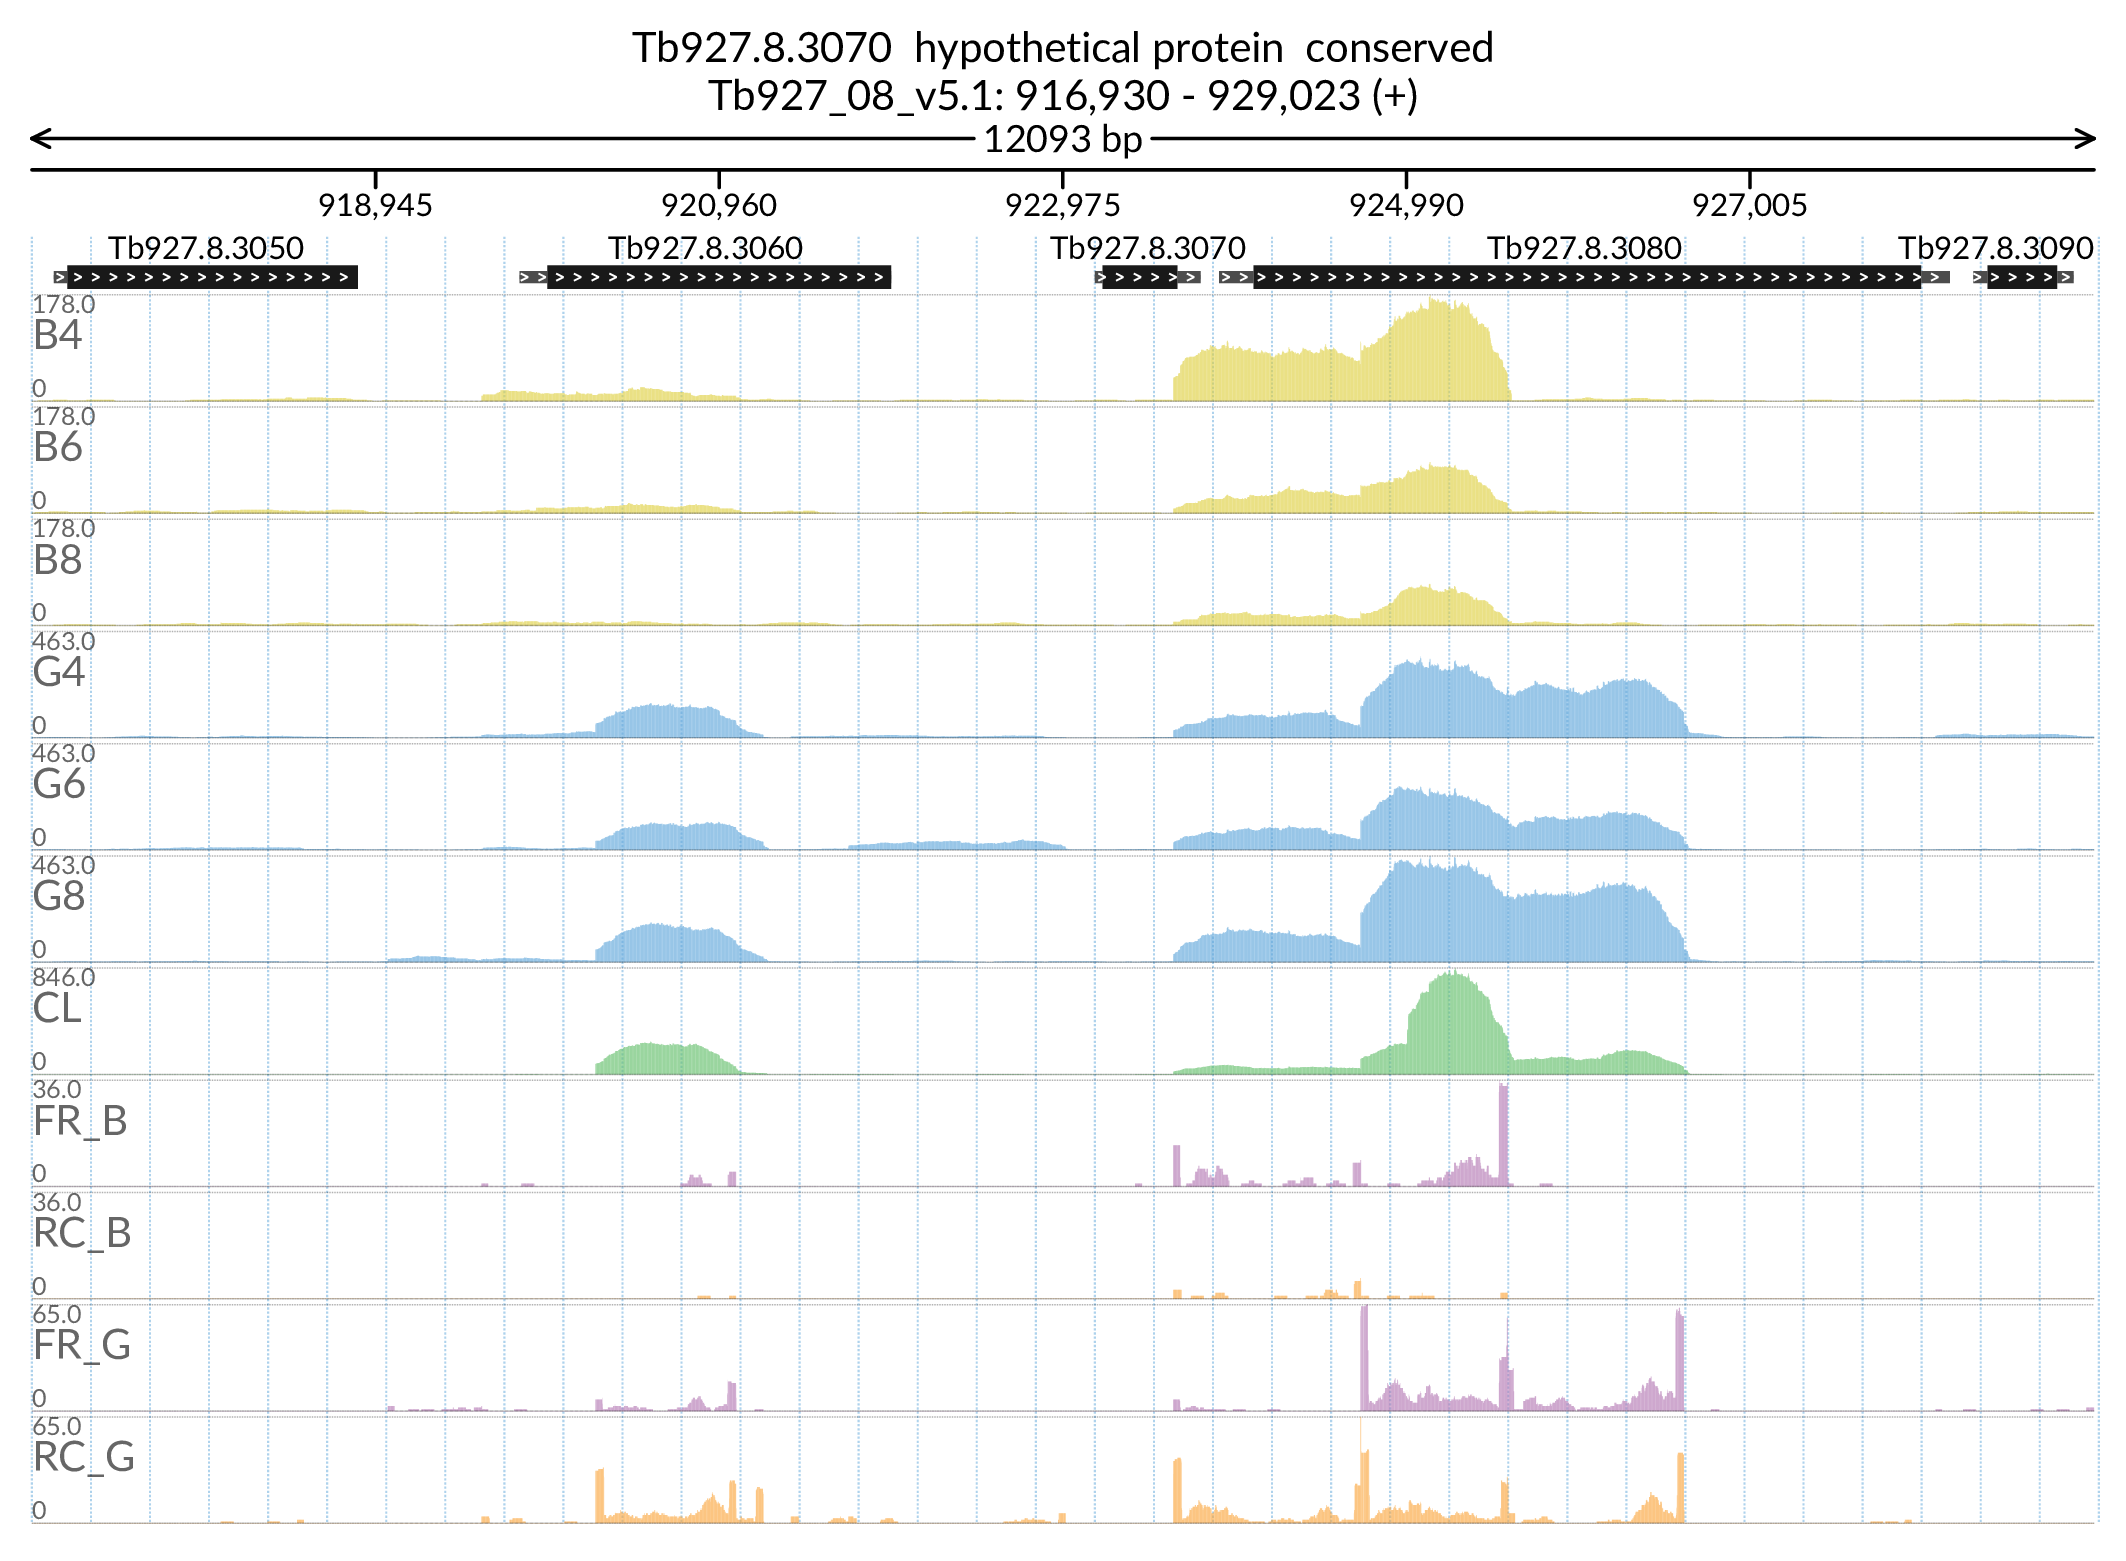 Tb927.8.3070 hypothetical protein conserved
Tb927_08_v5.1: 916,930 - 929,023 (+)
12093 bp
918,945 920,960 922,975 924,990 927,005
Tb927.8.3050 Tb927.8.3060 Tb927.8.3070 Tb927.8.3080 Tb927.8.3090
178.0
B4
0
178.0
B6
0
178.0
B8
0
463.0
G4
0
463.0
G6
0
463.0
G8
0
846.0
CL
0
36.0
FR_B
0
36.0
RC_B
0
65.0
FR_G
0
65.0
RC_G
0